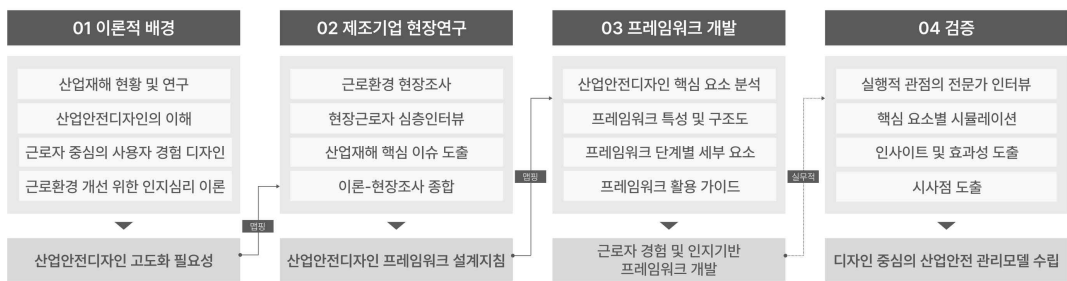 01 이론적 배경
산업재해 현황 및 연구
산업안전디자인의 이해
근로자 중심의 사용자 경험 디자인
근로환경 개선 위한 인지심리 이론
산업안전디자인 고도화 필요성
맵핑
02 제조기업 현장연구
근로환경 현장조사
현장근로자 심층인터뷰
산업재해 핵심 이슈 도출
이론-현장조사 종합
산업안전디자인 프레임워크 설계지침
맵핑
03 프레임워크 개발
산업안전디자인 핵심 요소 분석
프레임워크 특성 및 구조도
프레임워크 단계별 세부 요소
프레임워크 활용 가이드
근로자 경험 및 인지기반
프레임워크 개발
실무적
04 검증
실행적 관점의 전문가 인터뷰
핵심 요소별 시뮬레이션
인사이트 및 효과성 도출
시사점 도출
디자인 중심의 산업안전 관리모델 수립